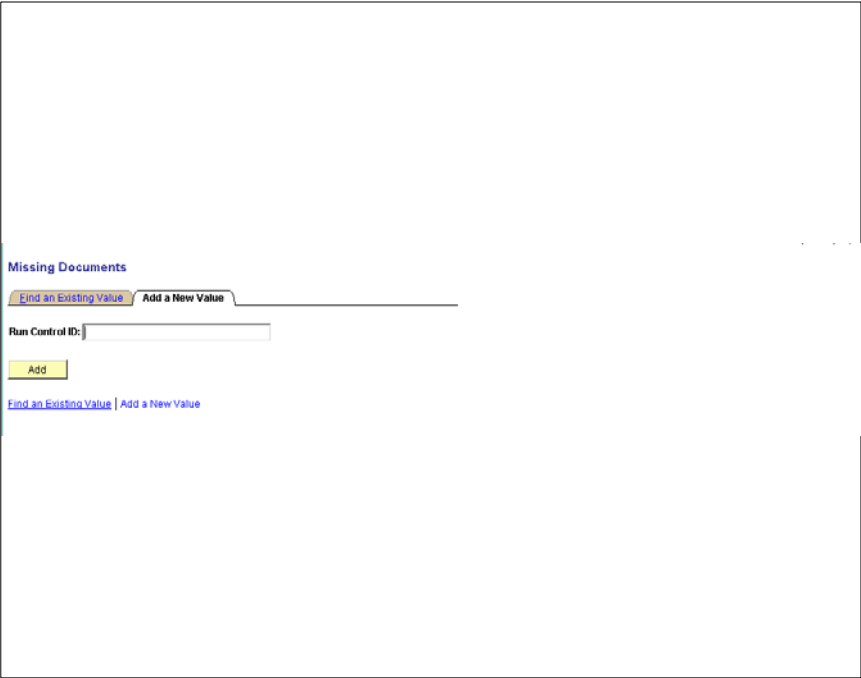 Missing Documents
Find an Existing Value Add a New Value
Run Control ID:
Add
Find an Existing Value | Add a New Value